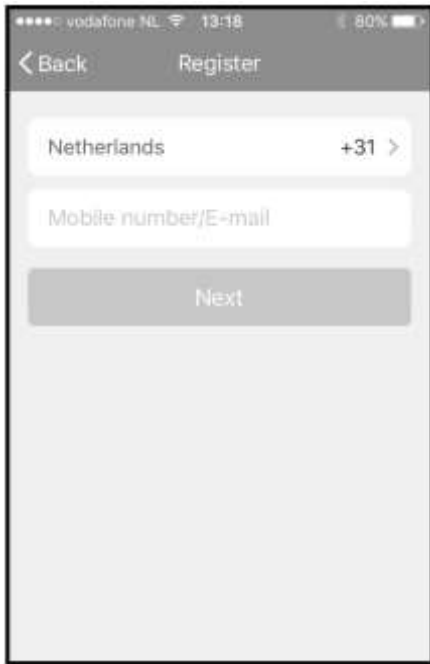 vodafone NL 13:18 80%
Back Register
Netherlands +31
Mobile number/E-mail
Next